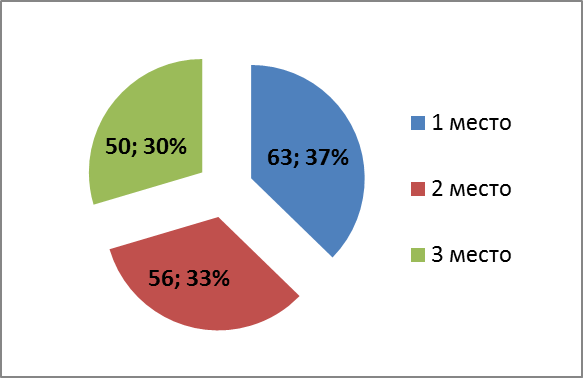 50; 30%
63; 37%
56; 33%
1 место
2 место
3 место